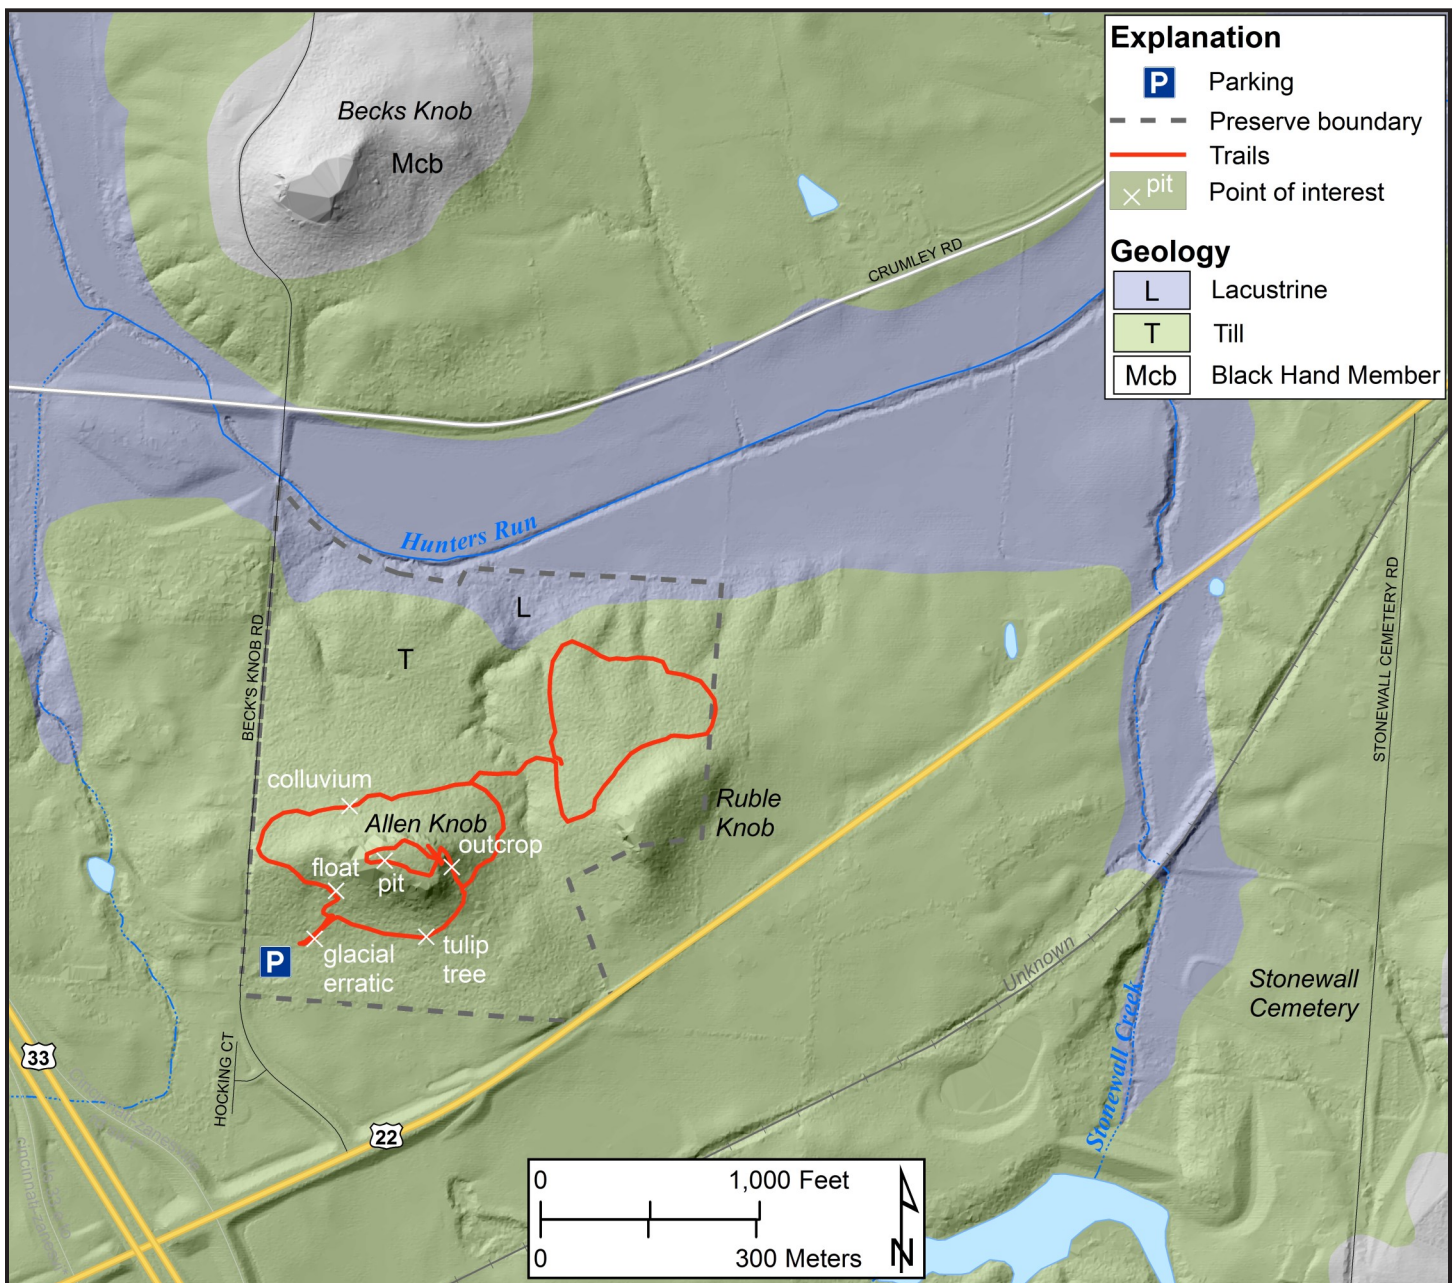 Explanation
P Parking
Preserve boundary
Trails
pit Point of interest
Geology
L Lacustrine
T Till
Mcb Black Hand Member
Becks Knob
Mcb
CRUMLEY RD
Hunters Run
L
T
BECK'S KNOB RD
STONEWALL CEMETERY RD
colluvium
Allen Knob
Ruble
Knob
outcrop
float
pit
P
glacial
erratic
tulip
tree
Unknown
Stonewall
Cemetery
Stonewall Creek
33
HOCKING CT
22
0 1,000 Feet
0 300 Meters
N